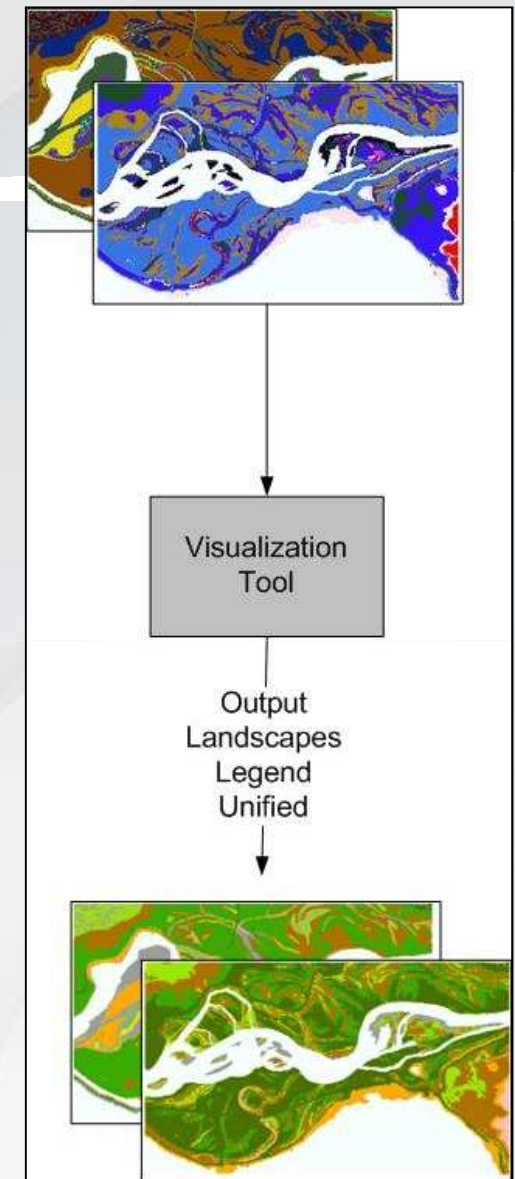 Visualization
Tool
Output
Landscapes
Legend
Unified